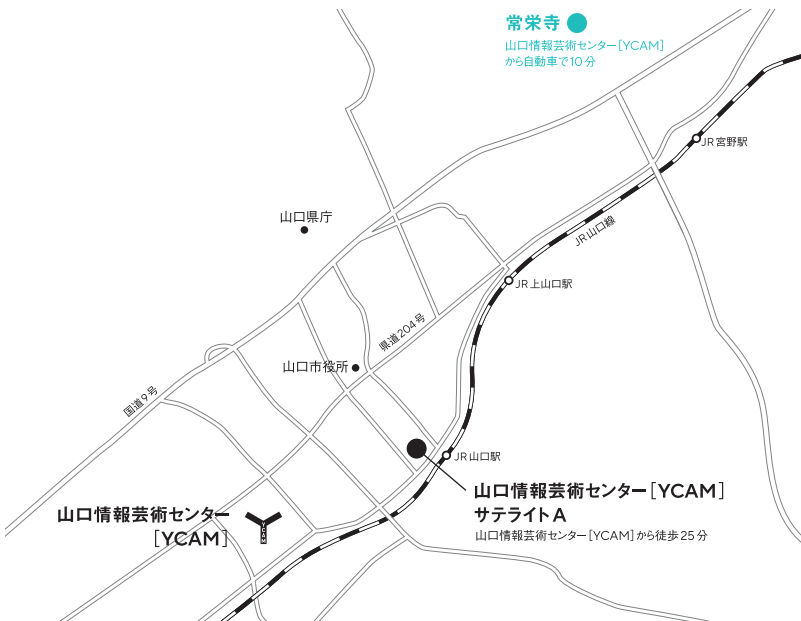 常栄寺
山口情報芸術センター[YCAM]
から自動車で10分
JR宮野駅
山口県庁
JR山口線
JR上山口駅
県道204号
山口市役所
国道9号
JR山口駅
山口情報芸術センター[YCAM]
サテライトA
山口情報芸術センター[YCAM]から徒歩25分
山口情報芸術センター
[YCAM]
YCAM